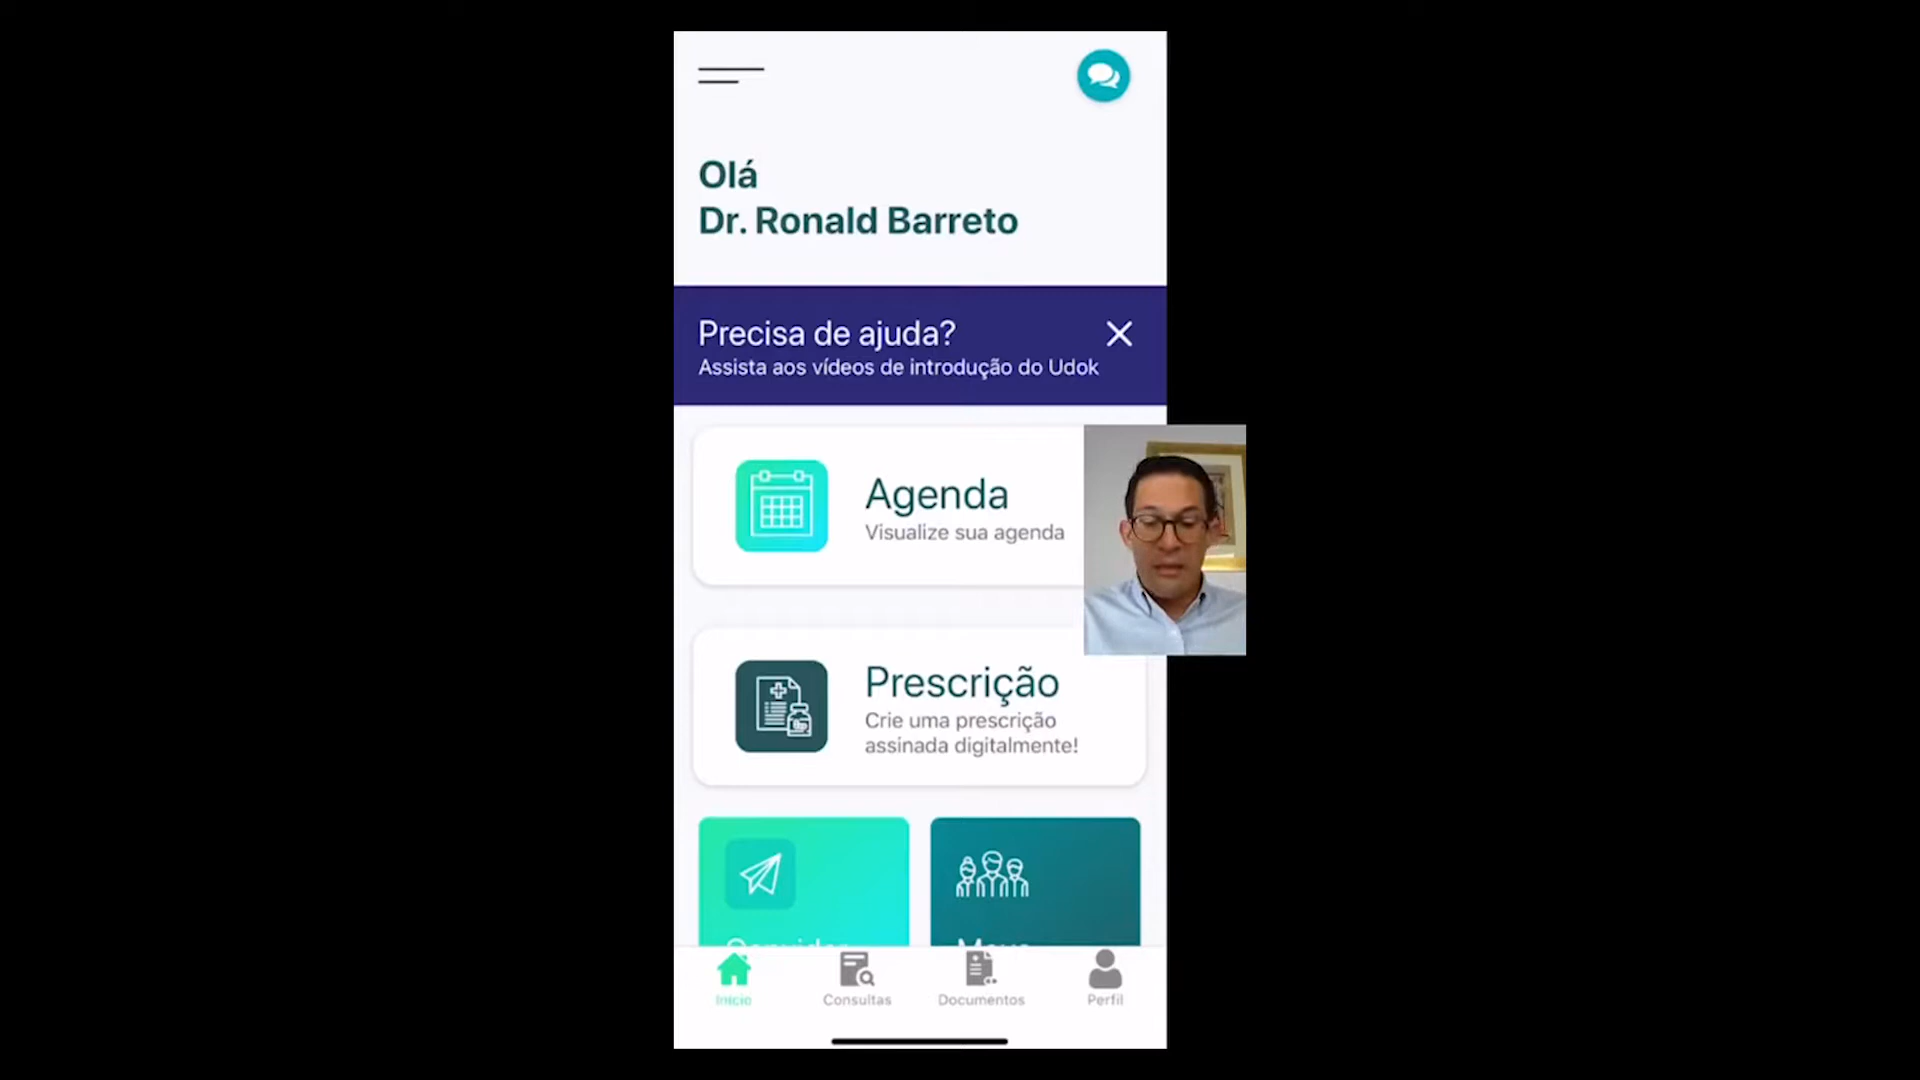 Olá
Dr. Ronald Barreto
Precisa de ajuda?
Assista aos vídeos de introdução do Udok
Agenda
Visualize sua agenda
Prescrição
Crie uma prescrição
assinada digitalmente!
Início
Consultas
Documentos
Perfil